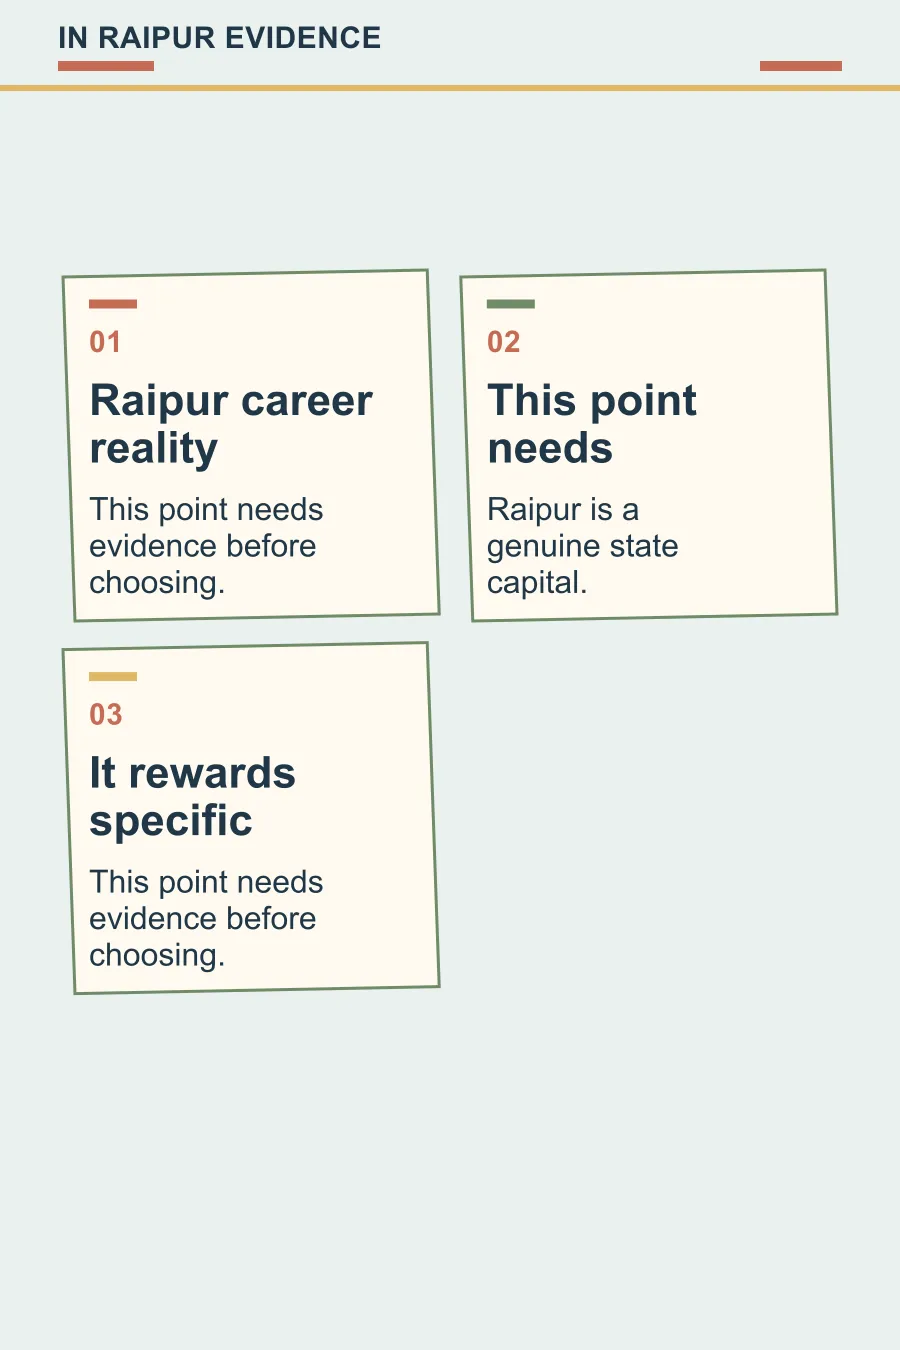 IN RAIPUR EVIDENCE
01
Raipur career
reality
This point needs
evidence before
choosing.
02
This point
needs
Raipur is a
genuine state
capital.
03
It rewards
specific
This point needs
evidence before
choosing.